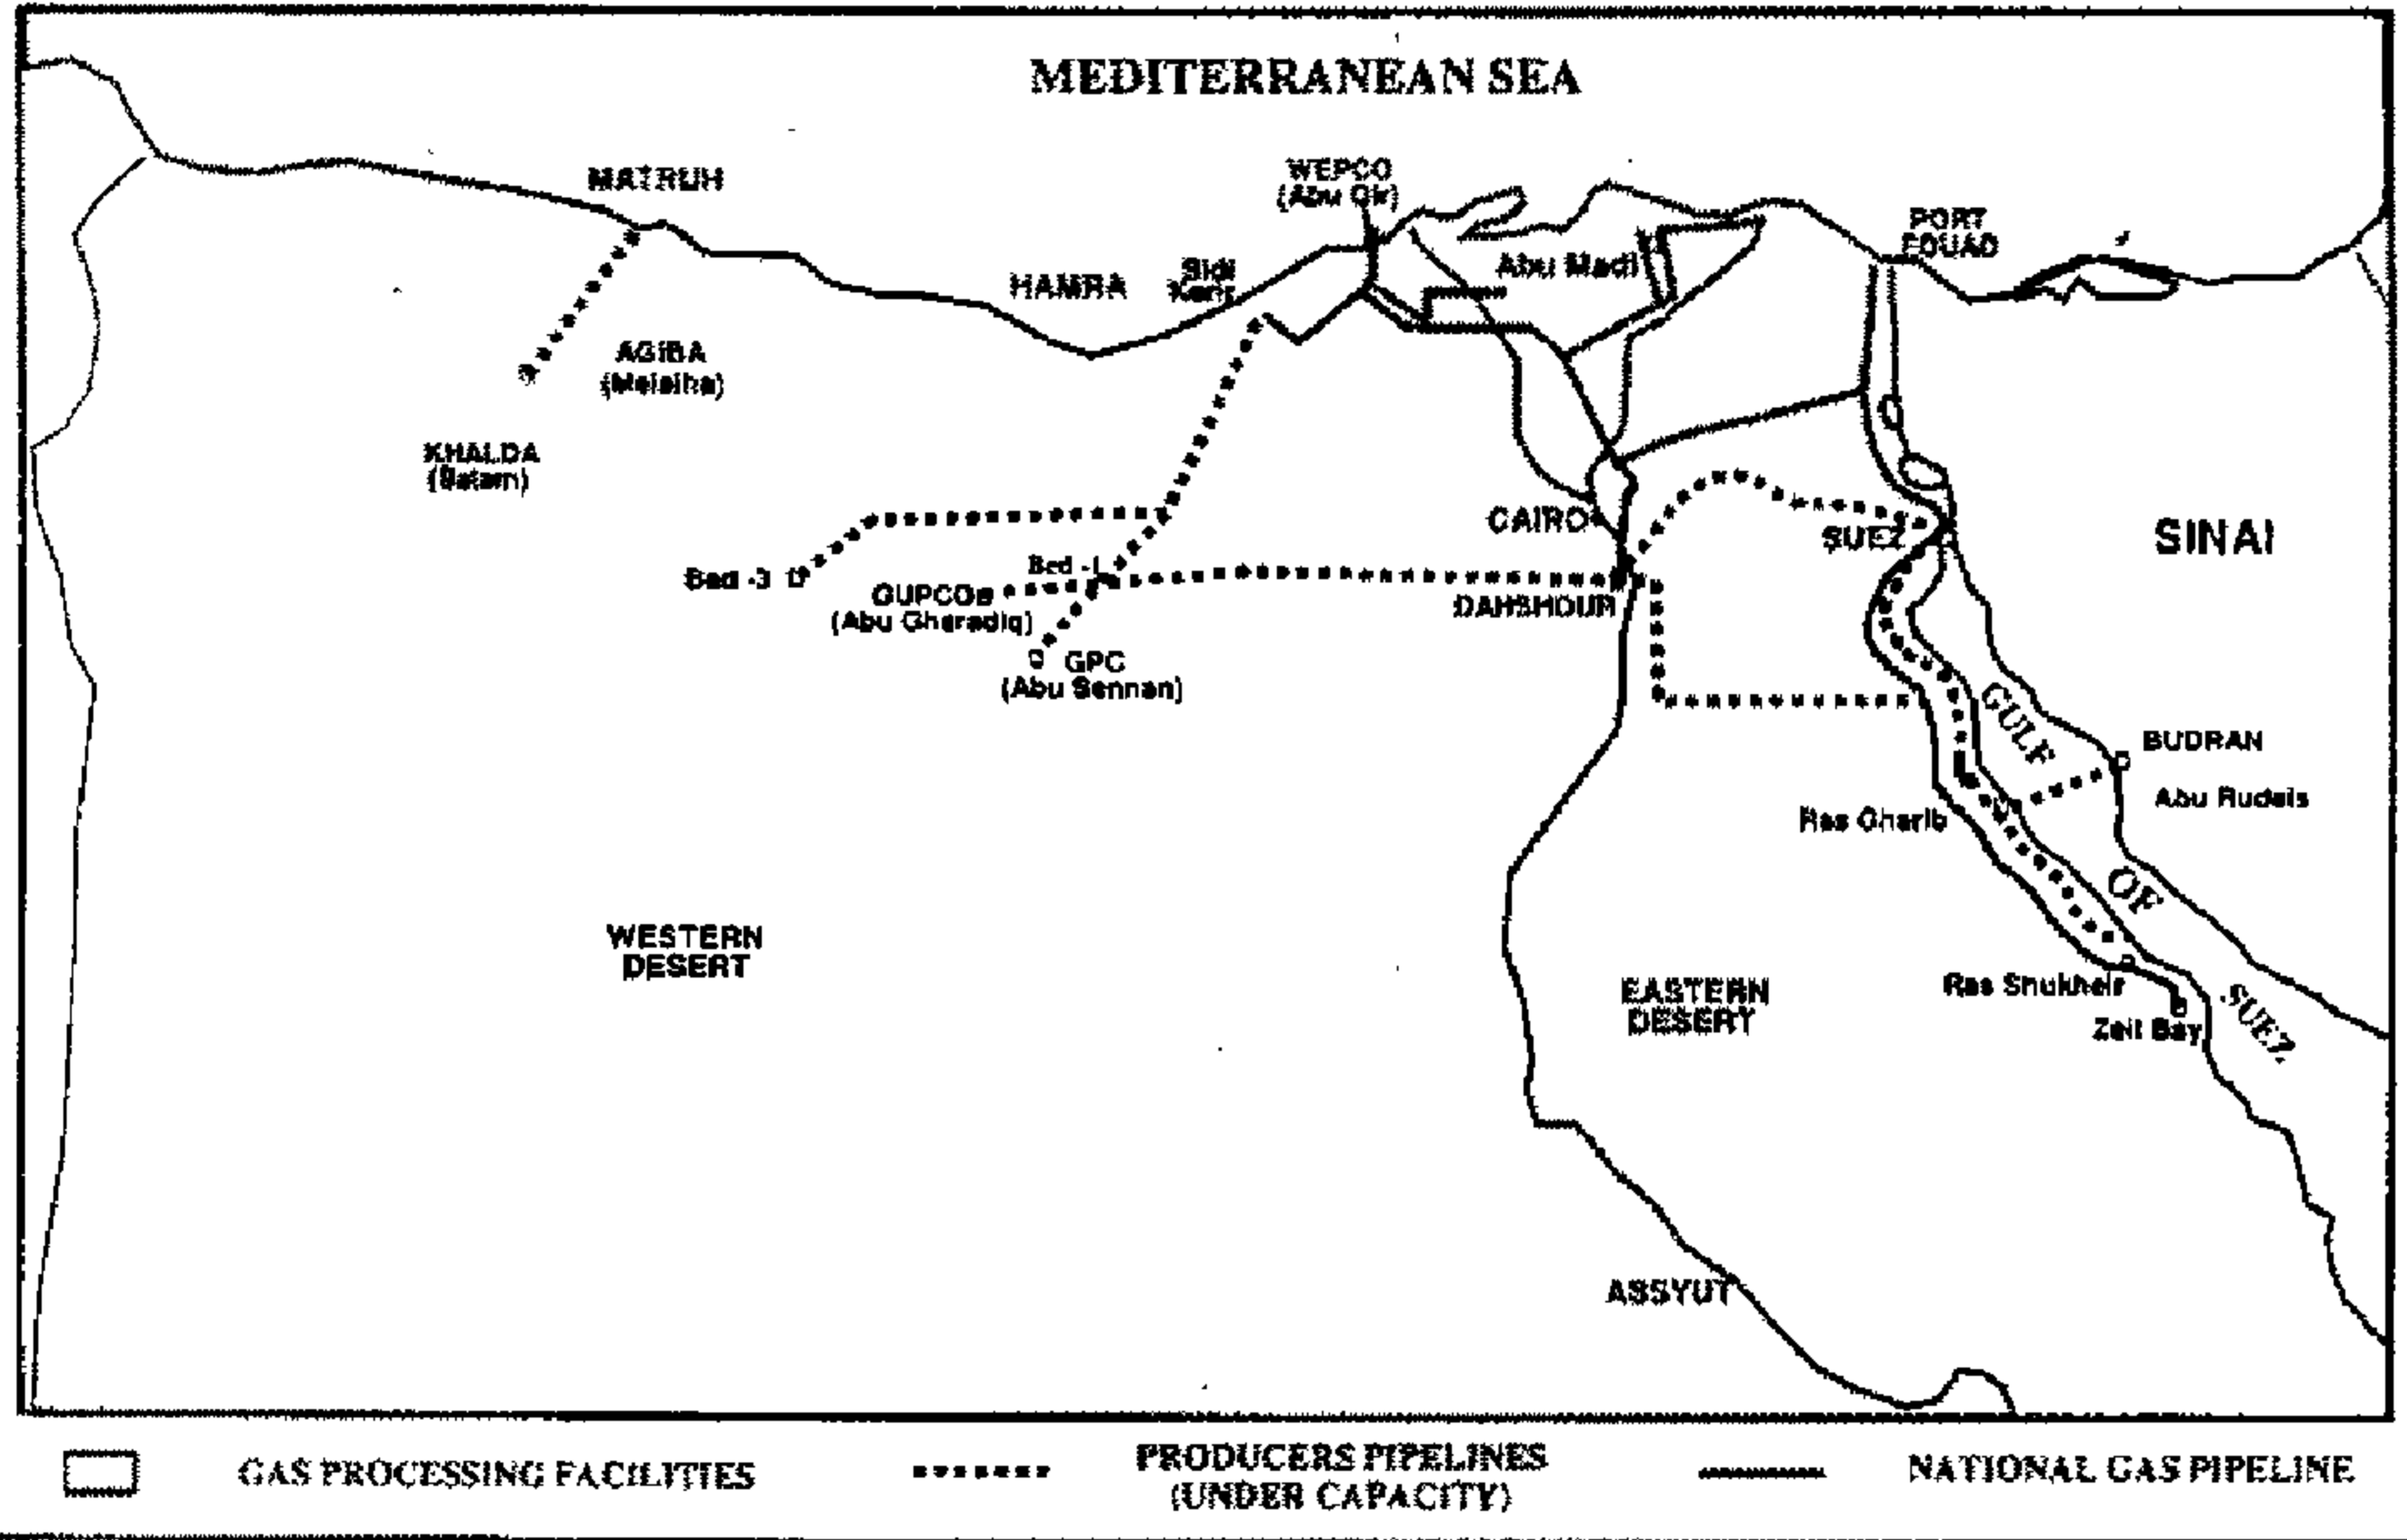 MEDITERRANEAN SEA
MATRUH
WEPCO
(Abu Qir)
PORT
FOUAD
Abu Madi
Sidi
Kerir
HAMRA
AGIBA
(Meleiha)
KHALDA
(Salam)
CAIRO
SUEZ
SINAI
Bed -3
Bed -1
GUPCO
(Abu Gharadiq)
DAHSHOUR
GPC
(Abu Sennan)
GULF
OF
SUEZ
BUDRAN
Abu Rudeis
Ras Gharib
WESTERN
DESERT
EASTERN
DESERT
Ras Shukheir
Zeit Bay
ASSYUT
GAS PROCESSING FACILITIES
PRODUCERS PIPELINES
(UNDER CAPACITY)
NATIONAL GAS PIPELINE